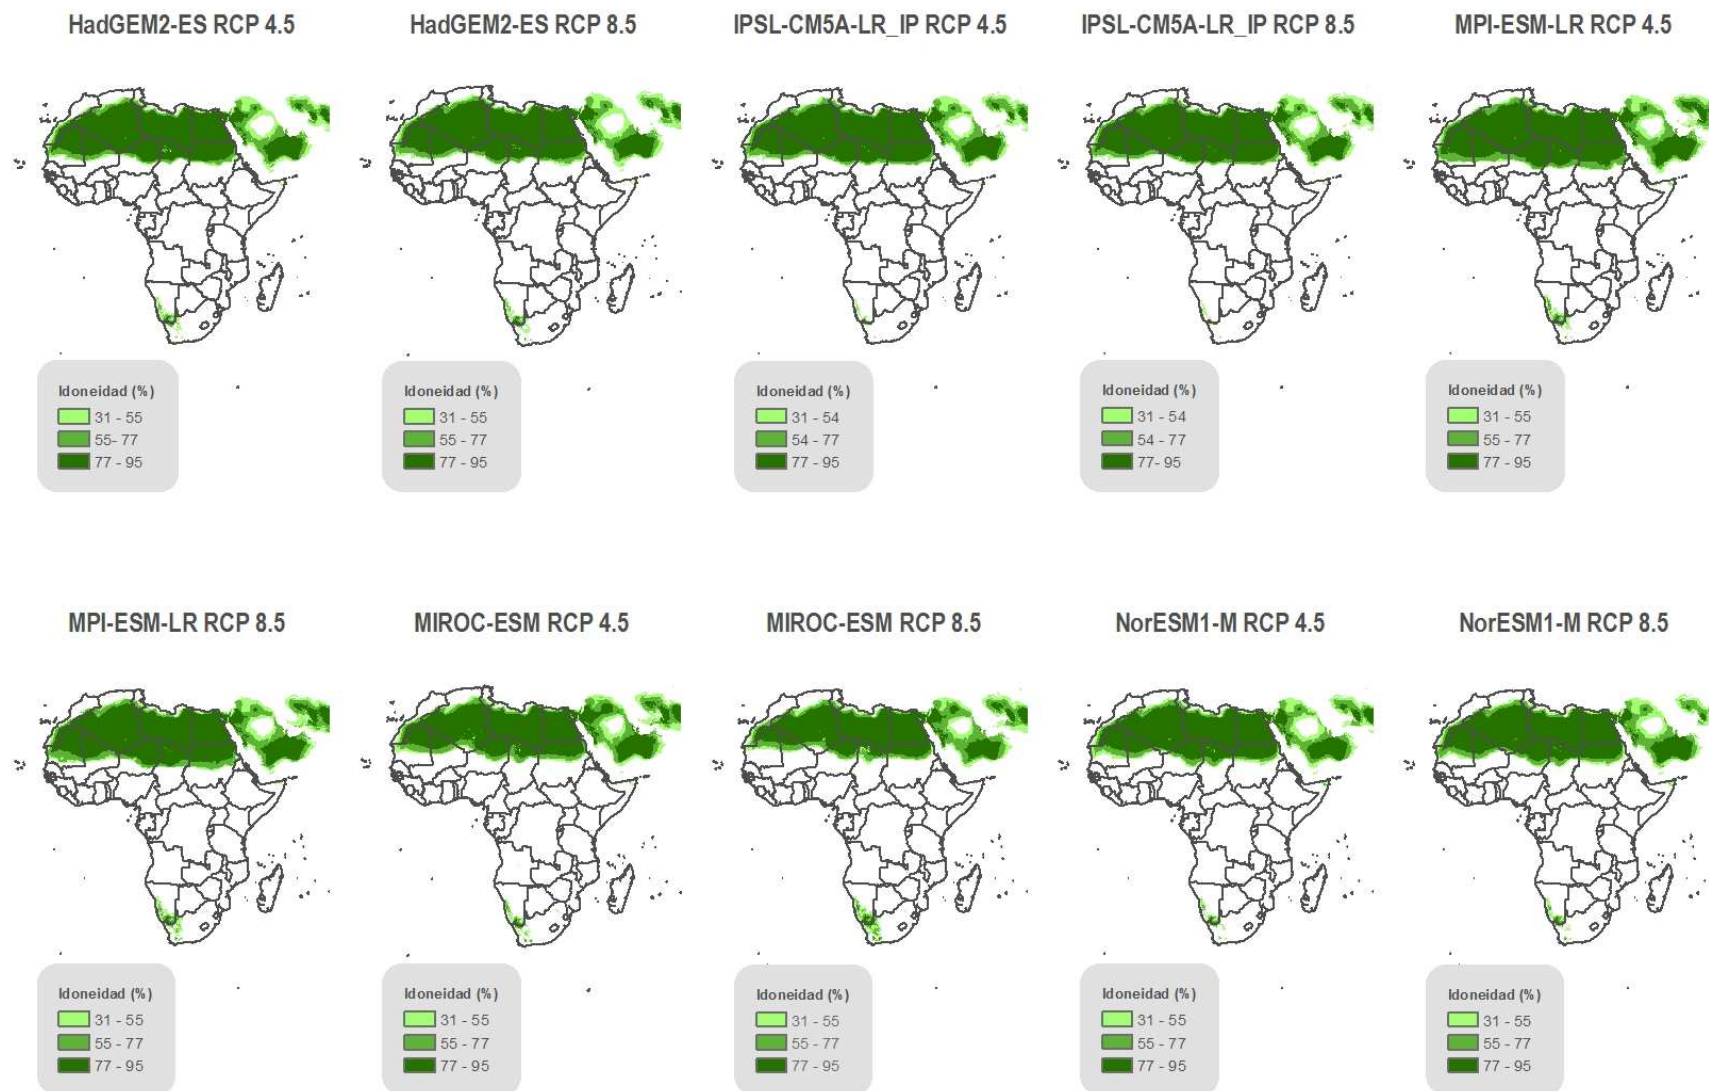 HadGEM2-ES RCP 4.5
HadGEM2-ES RCP 8.5
IPSL-CM5A-LR_IP RCP 4.5
IPSL-CM5A-LR_IP RCP 8.5
MPI-ESM-LR RCP 4.5
Idoneidad (%)
31 - 55
55- 77
77 - 95
Idoneidad (%)
31 - 55
55 - 77
77 - 95
Idoneidad (%)
31 - 54
54 - 77
77 - 95
Idoneidad (%)
31 - 54
54 - 77
77- 95
Idoneidad (%)
31 - 55
55 - 77
77 - 95
MPI-ESM-LR RCP 8.5
MIROC-ESM RCP 4.5
MIROC-ESM RCP 8.5
NorESM1-M RCP 4.5
NorESM1-M RCP 8.5
Idoneidad (%)
31 - 55
55 - 77
77 - 95
Idoneidad (%)
31 - 55
55 - 77
77 - 95
Idoneidad (%)
31 - 55
55 - 77
77 - 95
Idoneidad (%)
31 - 55
55 - 77
77 - 95
Idoneidad (%)
31 - 55
55 - 77
77 - 95